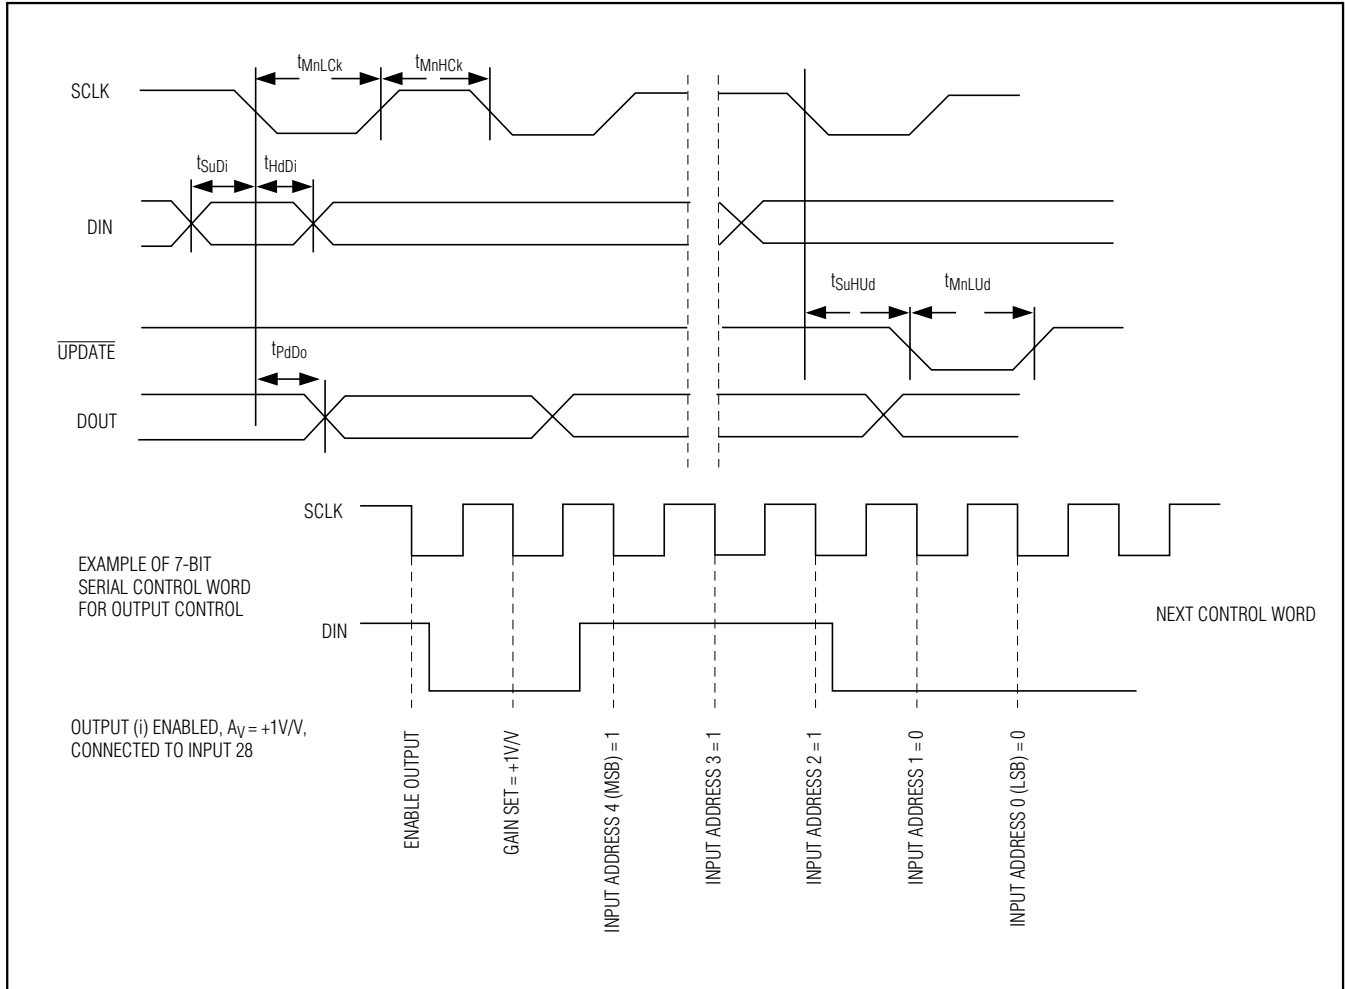 tMnLCk
tMnHCk
SCLK
tSuDi
tHdDi
DIN
tSuHUd
tMnLUd
UPDATE
tPdDo
DOUT
SCLK
EXAMPLE OF 7-BIT
SERIAL CONTROL WORD
FOR OUTPUT CONTROL
NEXT CONTROL WORD
DIN
OUTPUT (i) ENABLED, AV = +1V/V,
CONNECTED TO INPUT 28
ENABLE OUTPUT
GAIN SET = +1V/V
INPUT ADDRESS 4 (MSB) = 1
INPUT ADDRESS 3 = 1
INPUT ADDRESS 2 = 1
INPUT ADDRESS 1 = 0
INPUT ADDRESS 0 (LSB) = 0